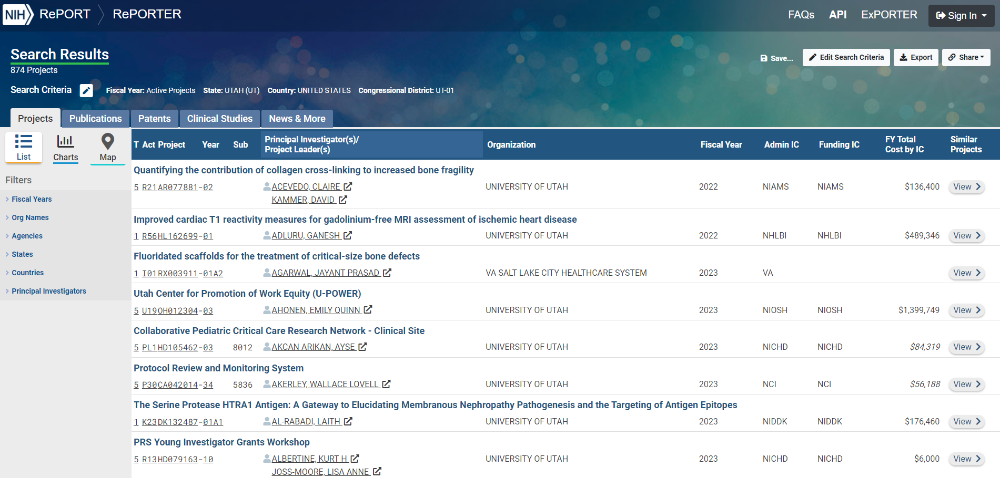 NIH RePORT RePORTER FAQs API ExPORTER Sign In
Search Results
874 Projects
Save... Edit Search Criteria Export Share
Search Criteria Fiscal Year: Active Projects State: UTAH (UT) Country: UNITED STATES Congressional District: UT-01
Projects Publications Patents Clinical Studies News & More
List Charts Map
Filters
Fiscal Years
Org Names
Agencies
States
Countries
Principal Investigators
T Act Project Year Sub Principal Investigator(s)/ Project Leader(s) Organization Fiscal Year Admin IC Funding IC FY Total Cost by IC Similar Projects
Quantifying the contribution of collagen cross-linking to increased bone fragility
5 R21AR077881-02 ACEVEDO, CLAIRE UNIVERSITY OF UTAH 2022 NIAMS NIAMS $136,400 View
KAMMER, DAVID
Improved cardiac T1 reactivity measures for gadolinium-free MRI assessment of ischemic heart disease
1 R56HL162699-01 ADLURU, GANESH UNIVERSITY OF UTAH 2022 NHLBI NHLBI $489,346 View
Fluoridated scaffolds for the treatment of critical-size bone defects
1 I01RX003911-01A2 AGARWAL, JAYANT PRASAD VA SALT LAKE CITY HEALTHCARE SYSTEM 2023 VA View
Utah Center for Promotion of Work Equity (U-POWER)
5 U19OH012304-03 AHONEN, EMILY QUINN UNIVERSITY OF UTAH 2023 NIOSH NIOSH $1,399,749 View
Collaborative Pediatric Critical Care Research Network - Clinical Site
5 PL1HD105462-03 8012 AKCAN ARIKAN, AYSE UNIVERSITY OF UTAH 2023 NICHD NICHD $84,319 View
Protocol Review and Monitoring System
5 P30CA042014-34 5836 AKERLEY, WALLACE LOVELL UNIVERSITY OF UTAH 2023 NCI NCI $56,188 View
The Serine Protease HTRA1 Antigen: A Gateway to Elucidating Membranous Nephropathy Pathogenesis and the Targeting of Antigen Epitopes
1 K23DK132487-01A1 AL-RABADI, LAITH UNIVERSITY OF UTAH 2023 NIDDK NIDDK $176,460 View
PRS Young Investigator Grants Workshop
5 R13HD079163-10 ALBERTINE, KURT H UNIVERSITY OF UTAH 2023 NICHD NICHD $6,000 View
JOSS-MOORE, LISA ANNE